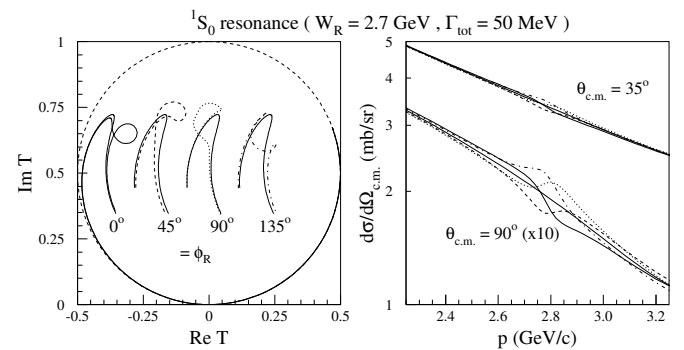 ¹S₀ resonance ( W_R = 2.7 GeV , Γ_tot = 50 MeV )
Im T
1
0.75
0.5
0.25
0
0° 45° 90° 135°
= ϕ_R
-0.5 -0.25 0 0.25 0.5
Re T
dσ/dΩ_c.m. (mb/sr)
5
4
3
2
1
θ_c.m. = 35°
θ_c.m. = 90° (x10)
2.4 2.6 2.8 3.0 3.2
p (GeV/c)